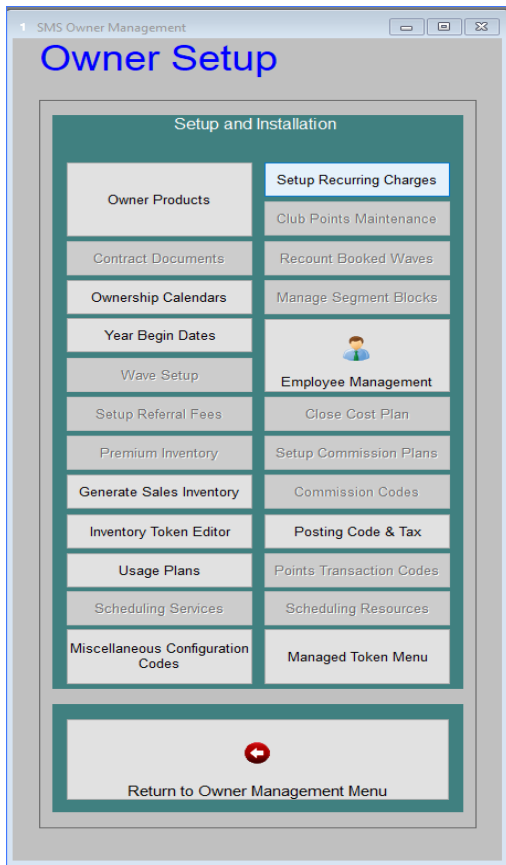 1 SMS Owner Management
Owner Setup
Setup and Installation
Owner Products
Setup Recurring Charges
Club Points Maintenance
Contract Documents
Recount Booked Waves
Ownership Calendars
Manage Segment Blocks
Year Begin Dates
Employee Management
Wave Setup
Setup Referral Fees
Close Cost Plan
Premium Inventory
Setup Commission Plans
Generate Sales Inventory
Commission Codes
Inventory Token Editor
Posting Code & Tax
Usage Plans
Points Transaction Codes
Scheduling Services
Scheduling Resources
Miscellaneous Configuration
Codes
Managed Token Menu
Return to Owner Management Menu